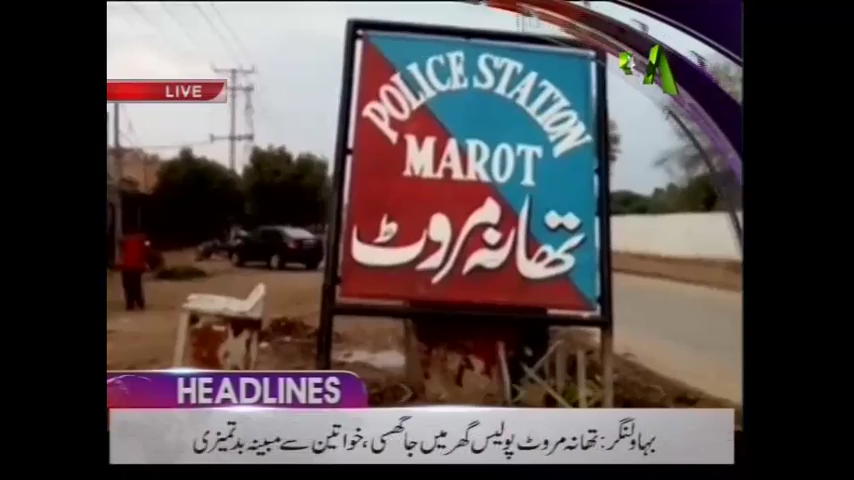 LIVE
POLICE STATION
MAROT
تھانہ مروٹ
HEADLINES
بہاولنگر: تھانہ مروٹ پولیس گھر میں جا گھسی، خواتین سے مبینہ بدتمیزی